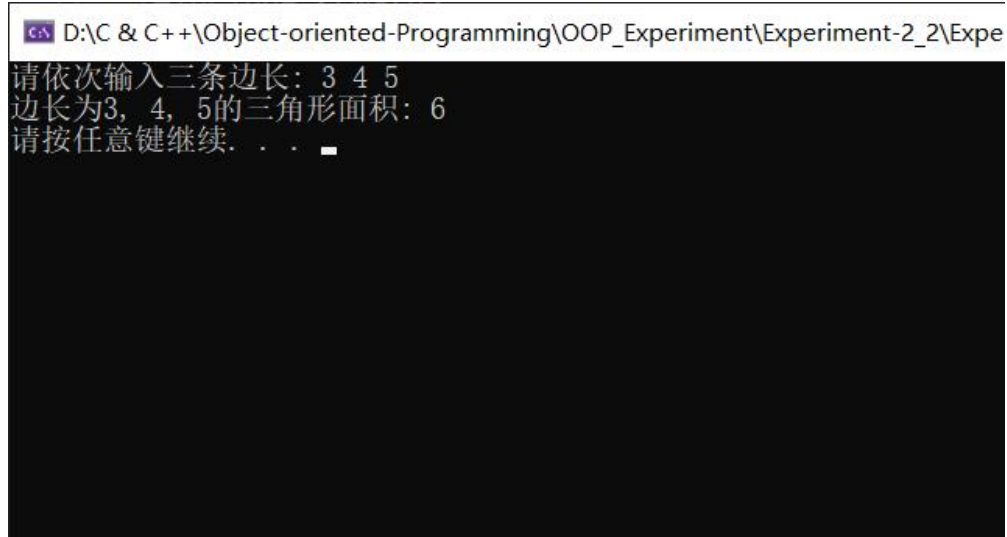 D:\C & C++\Object-oriented-Programming\OOP_Experiment\Experiment-2_2\Expe
请依次输入三条边长: 3 4 5
边长为3, 4, 5的三角形面积: 6
请按任意键继续. . .